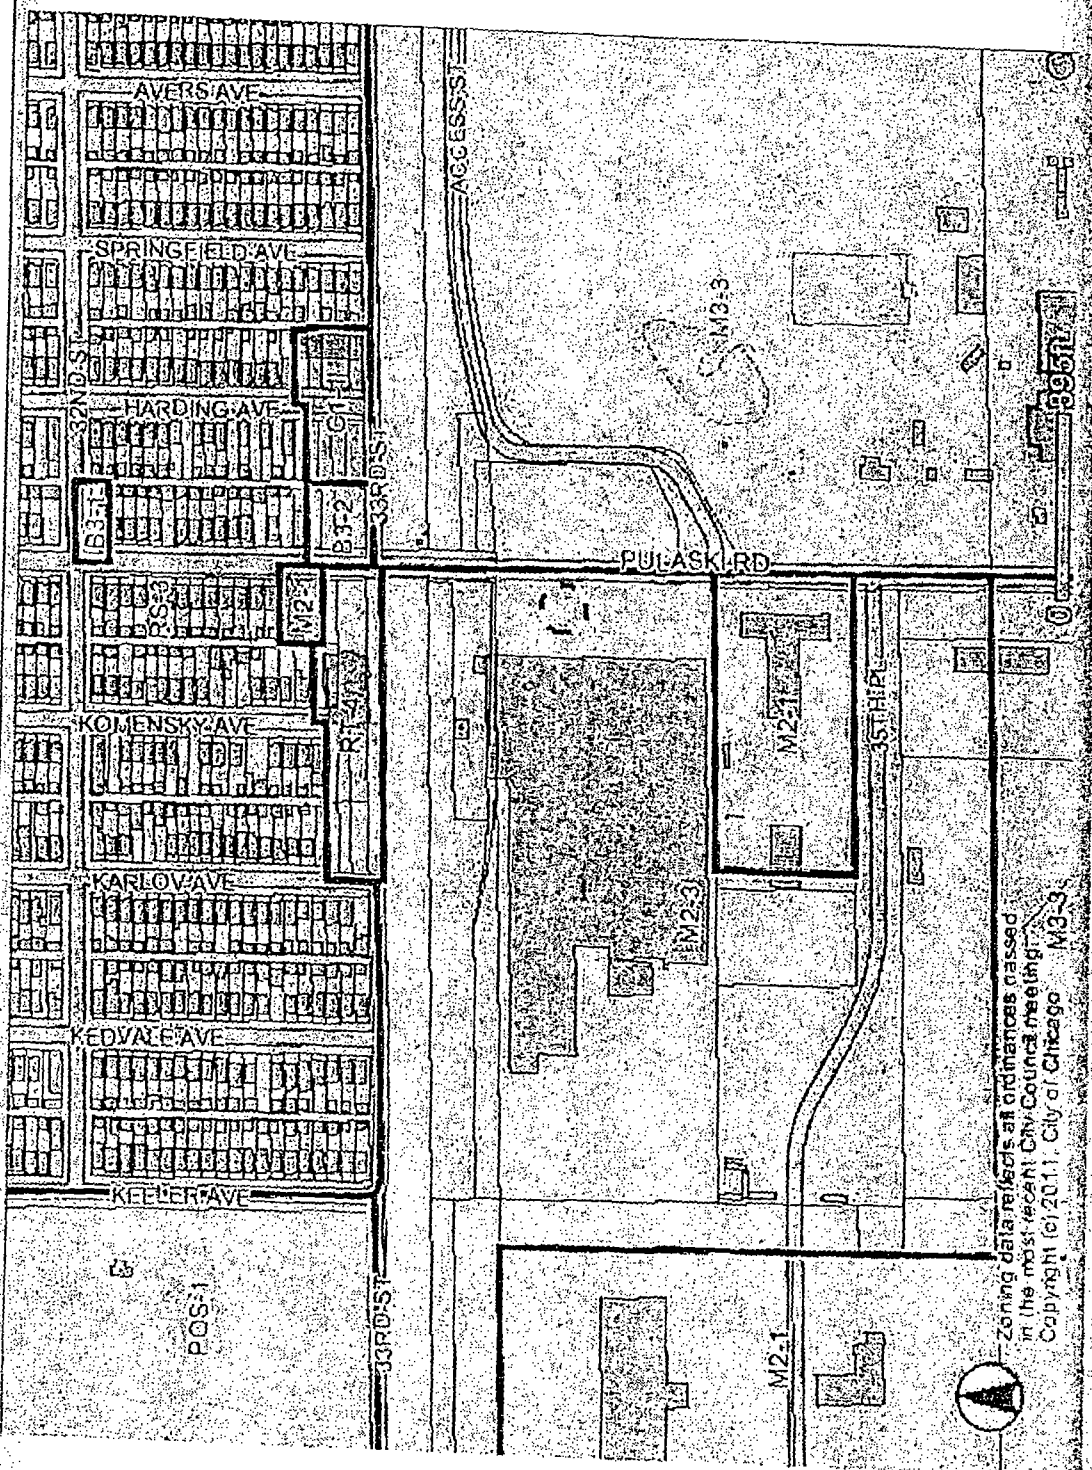 AVERS AVE
SPRINGFIELD AVE
32ND ST
HARDING AVE
C1-1
33RD ST
B3-1
B3-2
RS-3
M2-1
RT-4
KOMENSKY AVE
KARLOV AVE
KEDVALE AVE
KEELER AVE
POS-1
33RD ST
ACCESS ST
M3-3
PULASKI RD
M2-1
35TH PL
M2-3
M2-1
M3-3
0
895ft
Zoning data reflects all ordinances passed
in the most recent City Council meeting.
Copyright (c) 2011, City of Chicago